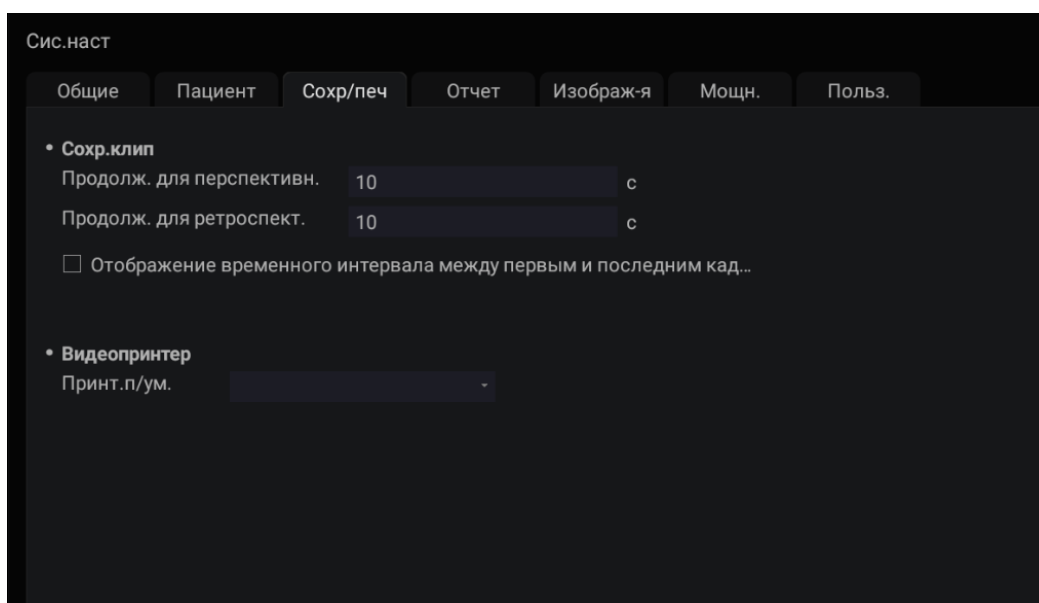 Сис.наст
Общие Пациент Сохр/печ Отчет Изображ-я Мощн. Польз.
• Сохр.клип
Продолж. для перспективн. 10 с
Продолж. для ретроспект. 10 с
Отображение временного интервала между первым и последним кад...
• Видеопринтер
Принт.п/ум.